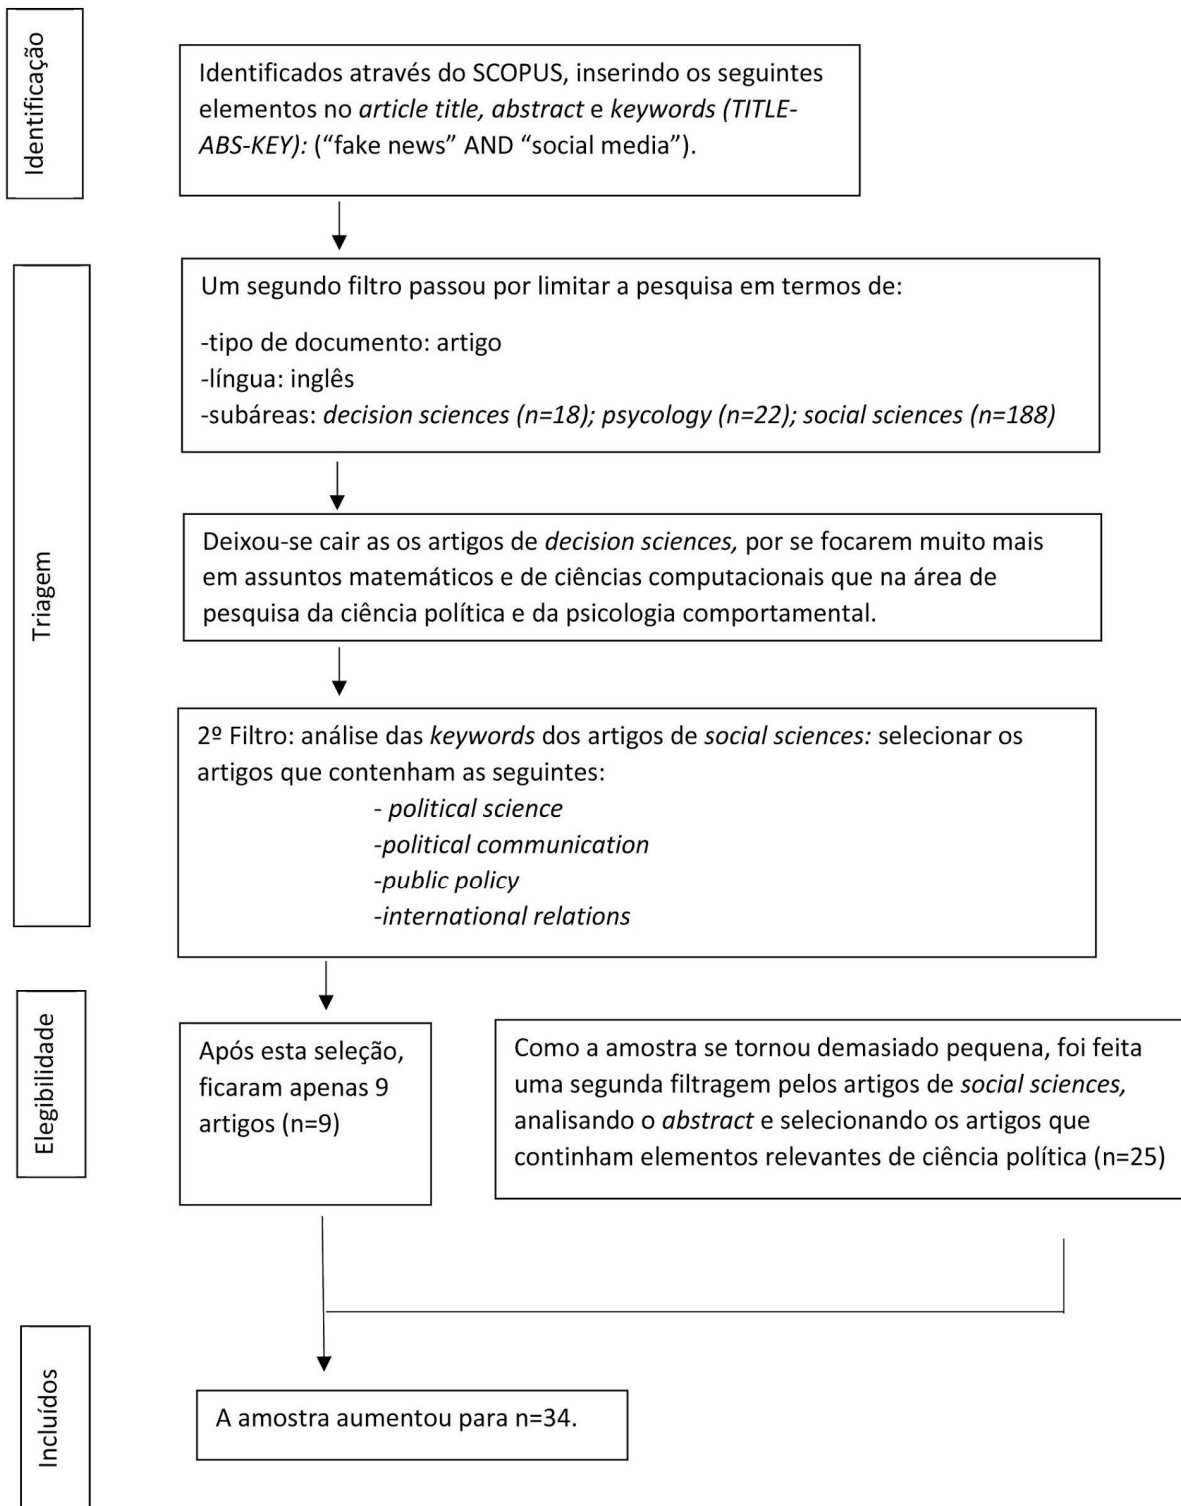 Identificação
Identificados através do SCOPUS, inserindo os seguintes
elementos no article title, abstract e keywords (TITLE-
ABS-KEY): (“fake news” AND “social media”).
Triagem
Um segundo filtro passou por limitar a pesquisa em termos de:
-tipo de documento: artigo
-língua: inglês
-subáreas: decision sciences (n=18); psycology (n=22); social sciences (n=188)
Deixou-se cair as os artigos de decision sciences, por se focarem muito mais
em assuntos matemáticos e de ciências computacionais que na área de
pesquisa da ciência política e da psicologia comportamental.
2º Filtro: análise das keywords dos artigos de social sciences: selecionar os
artigos que contenham as seguintes:
- political science
-political communication
-public policy
-international relations
Elegibilidade
Após esta seleção,
ficaram apenas 9
artigos (n=9)
Como a amostra se tornou demasiado pequena, foi feita
uma segunda filtragem pelos artigos de social sciences,
analisando o abstract e selecionando os artigos que
continham elementos relevantes de ciência política (n=25)
Incluídos
A amostra aumentou para n=34.